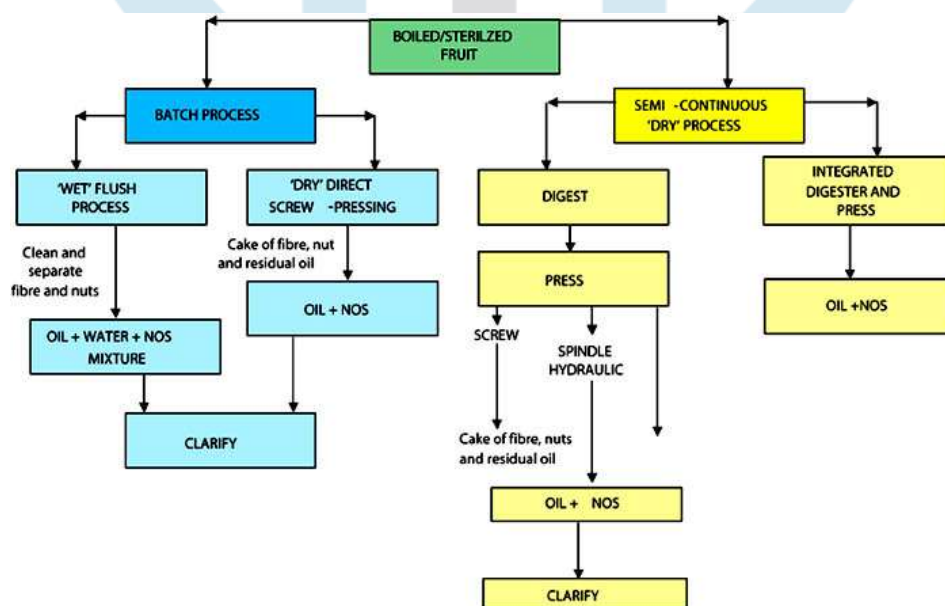 BOILED/STERILZED
FRUIT
BATCH PROCESS
SEMI -CONTINUOUS
'DRY' PROCESS
'WET' FLUSH
PROCESS
'DRY' DIRECT
SCREW -PRESSING
DIGEST
INTEGRATED
DIGESTER AND
PRESS
Clean and
separate
fibre and nuts
Cake of fibre, nut
and residual oil
PRESS
OIL + NOS
OIL +NOS
OIL + WATER + NOS
MIXTURE
SCREW
SPINDLE
HYDRAULIC
CLARIFY
Cake of fibre, nuts
and residual oil
OIL + NOS
CLARIFY